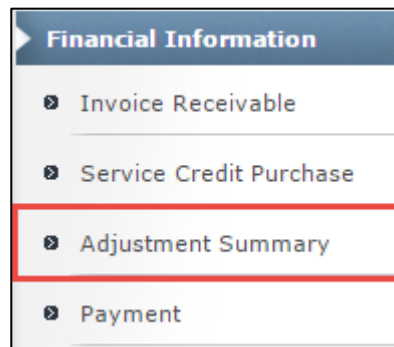 Financial Information
Invoice Receivable
Service Credit Purchase
Adjustment Summary
Payment